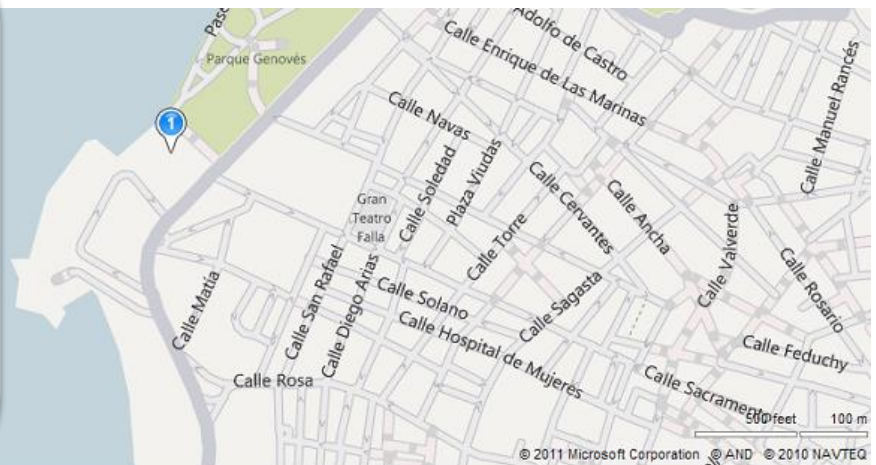 Adolfo de Castro
Pase
Calle Enrique de Las Marinas
Parque Genovés
Calle Manuel Rancés
Calle Navas
1
Calle Soledad
Plaza Viudas
Calle Cervantes
Calle Ancha
Gran
Teatro
Falla
Calle Torre
Calle Valverde
Calle Rosario
Calle Matía
Calle San Rafael
Calle Diego Arias
Calle Solano
Calle Sagasta
Calle Hospital de Mujeres
Calle Feduchy
Calle Rosa
Calle Sacramento
500 feet
100 m
© 2011 Microsoft Corporation © AND © 2010 NAVTEQ